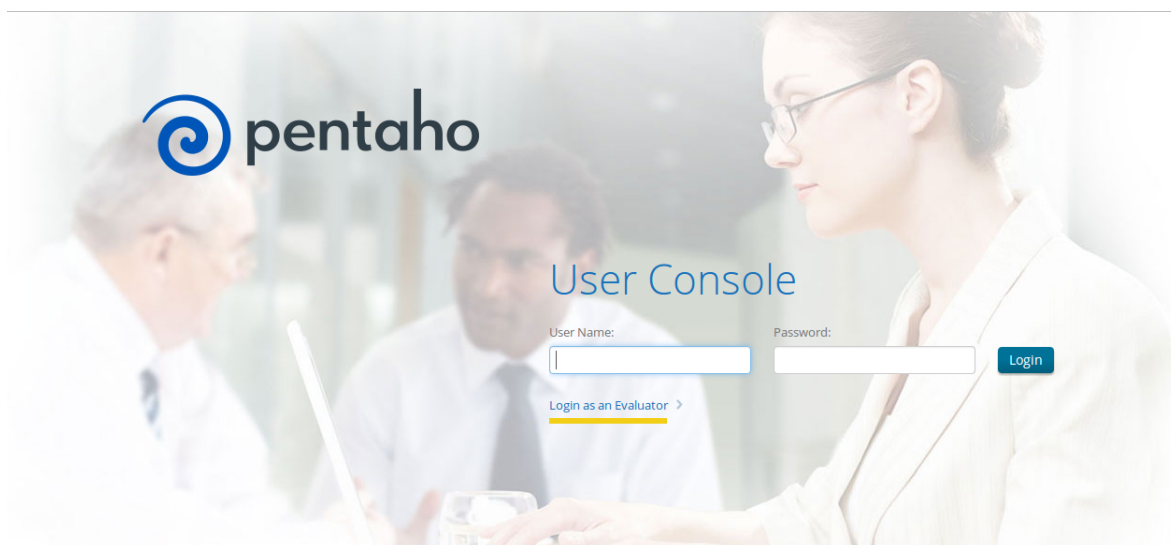 pentaho
User Console
User Name:
Password:
Login
Login as an Evaluator